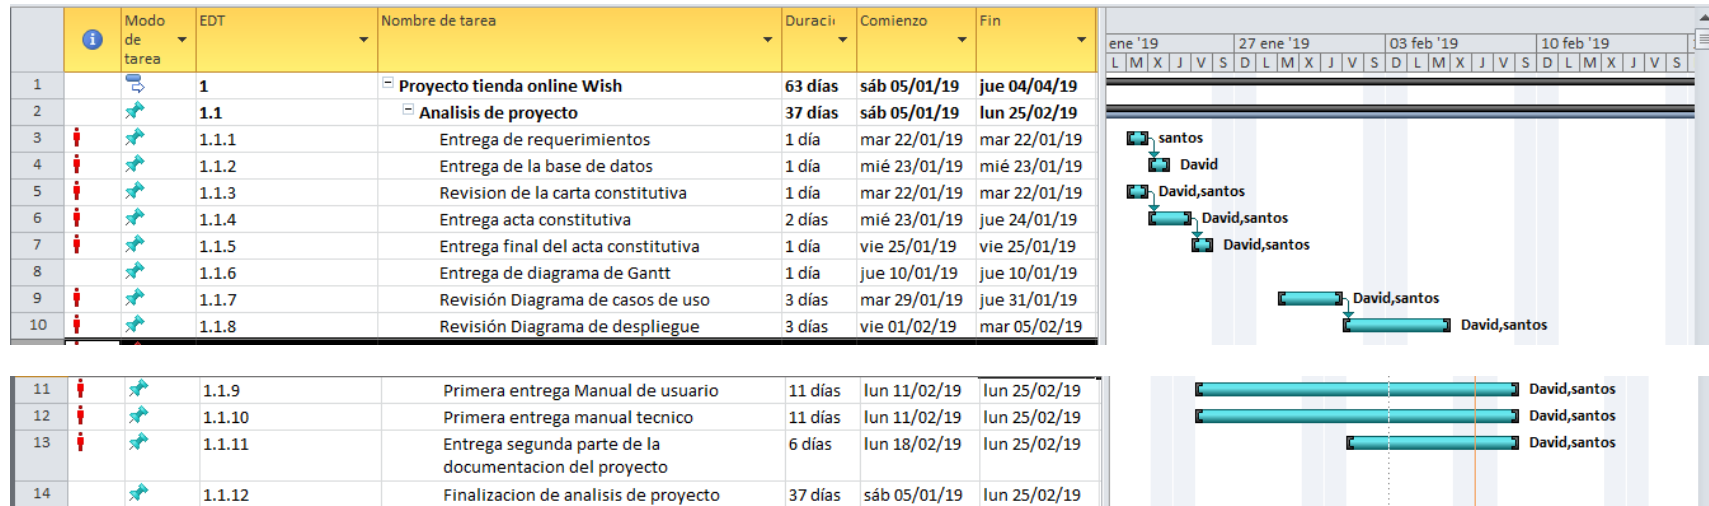 Modo de tarea EDT Nombre de tarea Duració Comienzo Fin
ene '19 27 ene '19 03 feb '19 10 feb '19
L M X J V S D L M X J V S D L M X J V S D L M X J V S
1 1 Proyecto tienda online Wish 63 días sáb 05/01/19 jue 04/04/19
2 1.1 Analisis de proyecto 37 días sáb 05/01/19 lun 25/02/19
3 1.1.1 Entrega de requerimientos 1 día mar 22/01/19 mar 22/01/19 santos
4 1.1.2 Entrega de la base de datos 1 día mié 23/01/19 mié 23/01/19 David
5 1.1.3 Revision de la carta constitutiva 1 día mar 22/01/19 mar 22/01/19 David,santos
6 1.1.4 Entrega acta constitutiva 2 días mié 23/01/19 jue 24/01/19 David,santos
7 1.1.5 Entrega final del acta constitutiva 1 día vie 25/01/19 vie 25/01/19 David,santos
8 1.1.6 Entrega de diagrama de Gantt 1 día jue 10/01/19 jue 10/01/19
9 1.1.7 Revisión Diagrama de casos de uso 3 días mar 29/01/19 jue 31/01/19 David,santos
10 1.1.8 Revisión Diagrama de despliegue 3 días vie 01/02/19 mar 05/02/19 David,santos
11 1.1.9 Primera entrega Manual de usuario 11 días lun 11/02/19 lun 25/02/19 David,santos
12 1.1.10 Primera entrega manual tecnico 11 días lun 11/02/19 lun 25/02/19 David,santos
13 1.1.11 Entrega segunda parte de la 6 días lun 18/02/19 lun 25/02/19 David,santos
documentacion del proyecto
14 1.1.12 Finalizacion de analisis de proyecto 37 días sáb 05/01/19 lun 25/02/19